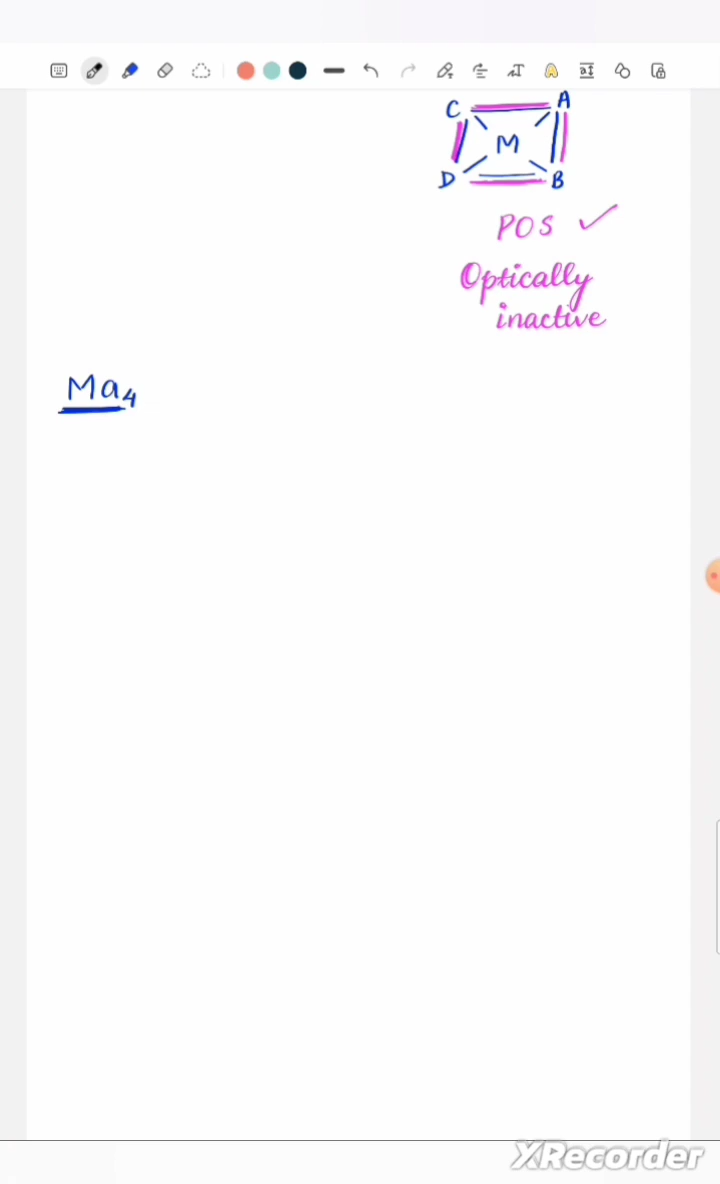 C A
M
D B
POS ✓
Optically
inactive
Ma₄
XRecorder